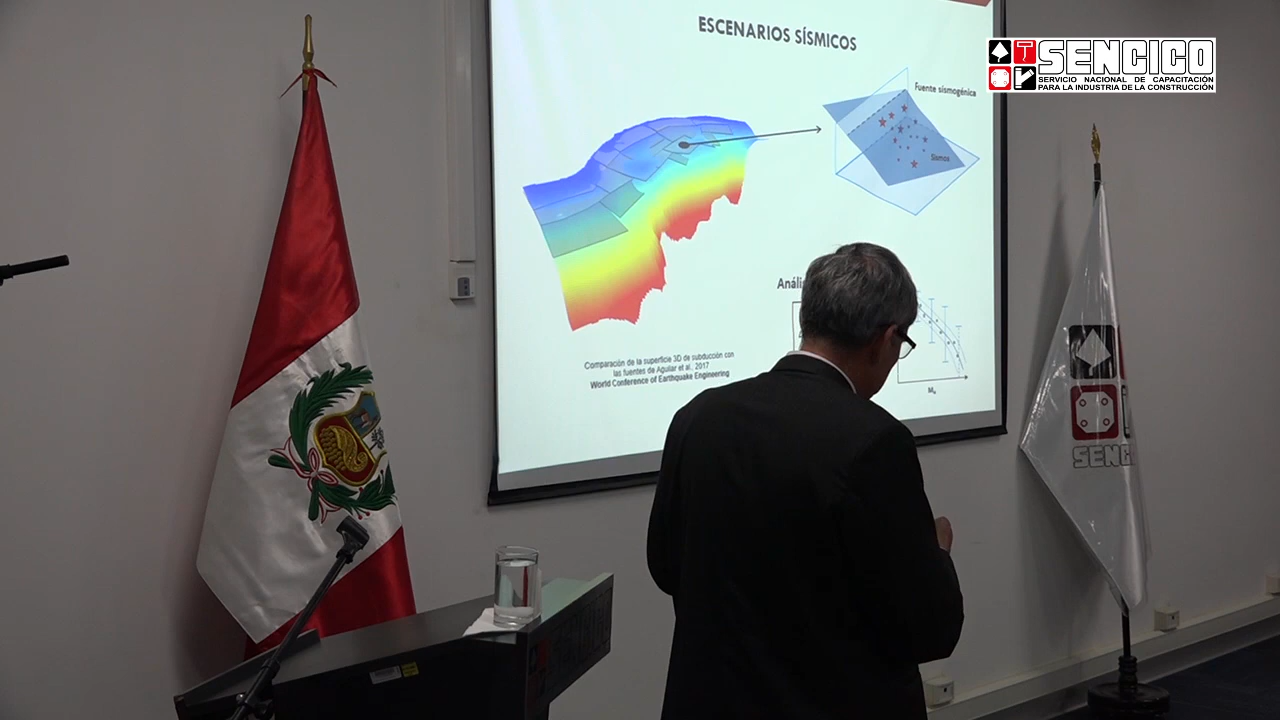 ESCENARIOS SÍSMICOS
SENCICO
SERVICIO NACIONAL DE CAPACITACIÓN
PARA LA INDUSTRIA DE LA CONSTRUCCIÓN
Fuente sismogénica
Sismos
Comparación de la superficie 3D de subducción con
las fuentes de Aguilar et al., 2017
World Conference of Earthquake Engineering